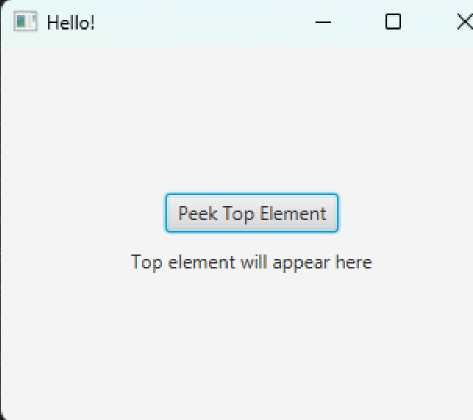 Hello!
Peek Top Element
Top element will appear here